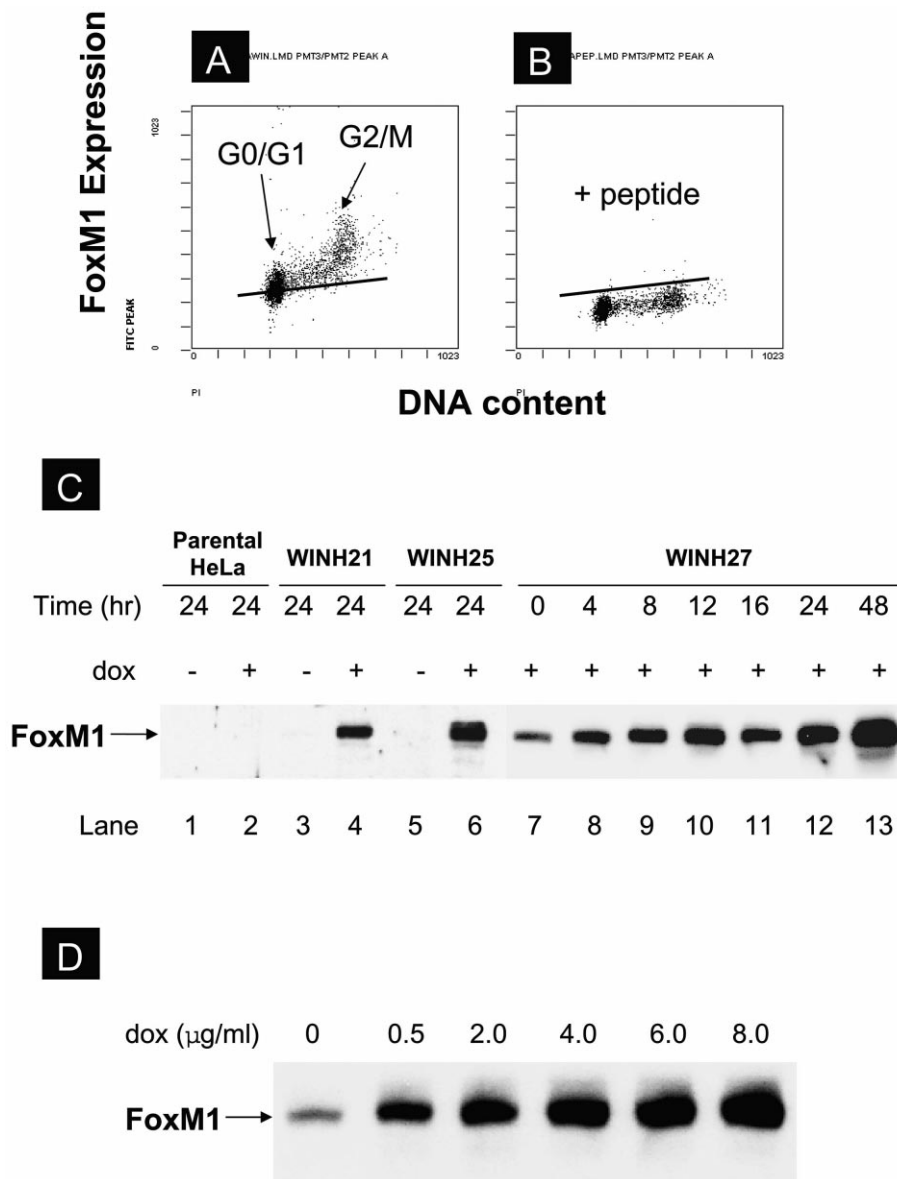 A
AWIN.LMD PMT3/PMT2 PEAK A
B
APEP.LMD PMT3/PMT2 PEAK A
FoxM1 Expression
FITC PEAK
1023
0
G0/G1
G2/M
0
1023
PI
+ peptide
0
1023
PI
DNA content
C
Parental HeLa WINH21 WINH25 WINH27
Time (hr) 24 24 24 24 24 24 0 4 8 12 16 24 48
dox - + - + - + + + + + + + +
FoxM1
Lane 1 2 3 4 5 6 7 8 9 10 11 12 13
D
dox (μg/ml) 0 0.5 2.0 4.0 6.0 8.0
FoxM1